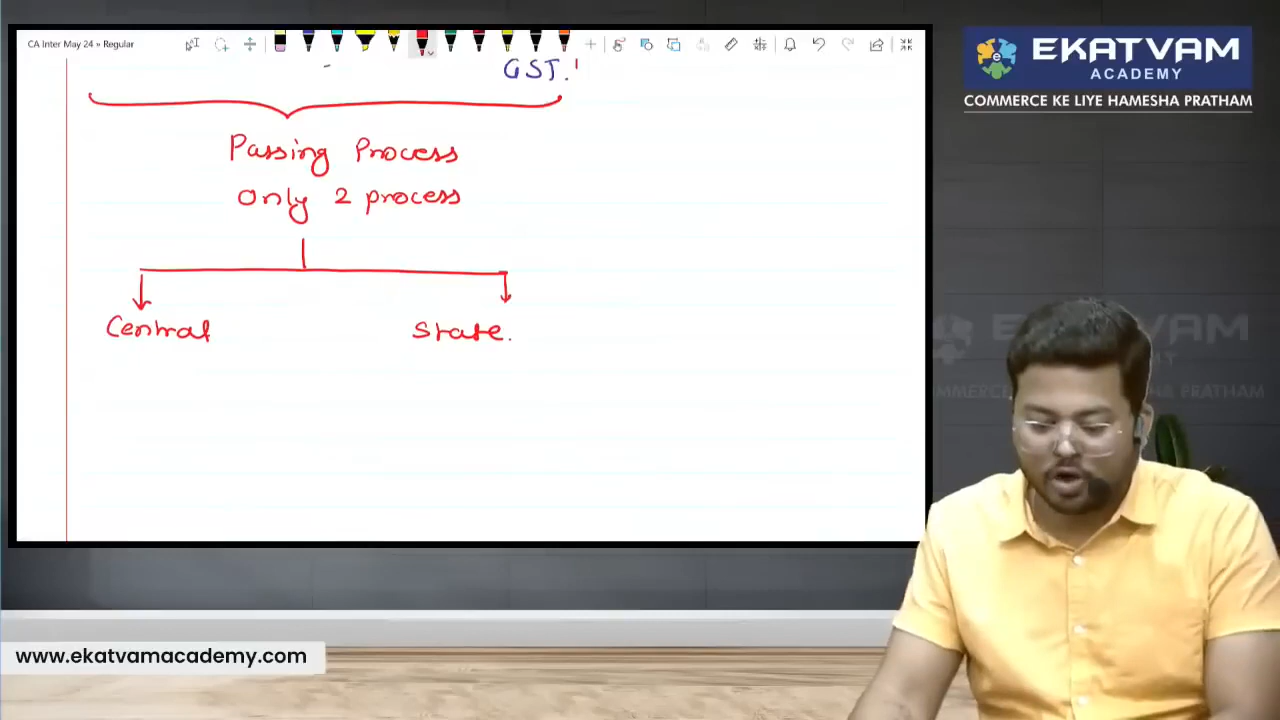 CA Inter May 24 » Regular
GST.
Passing Process
Only 2 process
Central
State.
EKATVAM
ACADEMY
COMMERCE KE LIYE HAMESHA PRATHAM
EKATVAM
www.ekatvamacademy.com